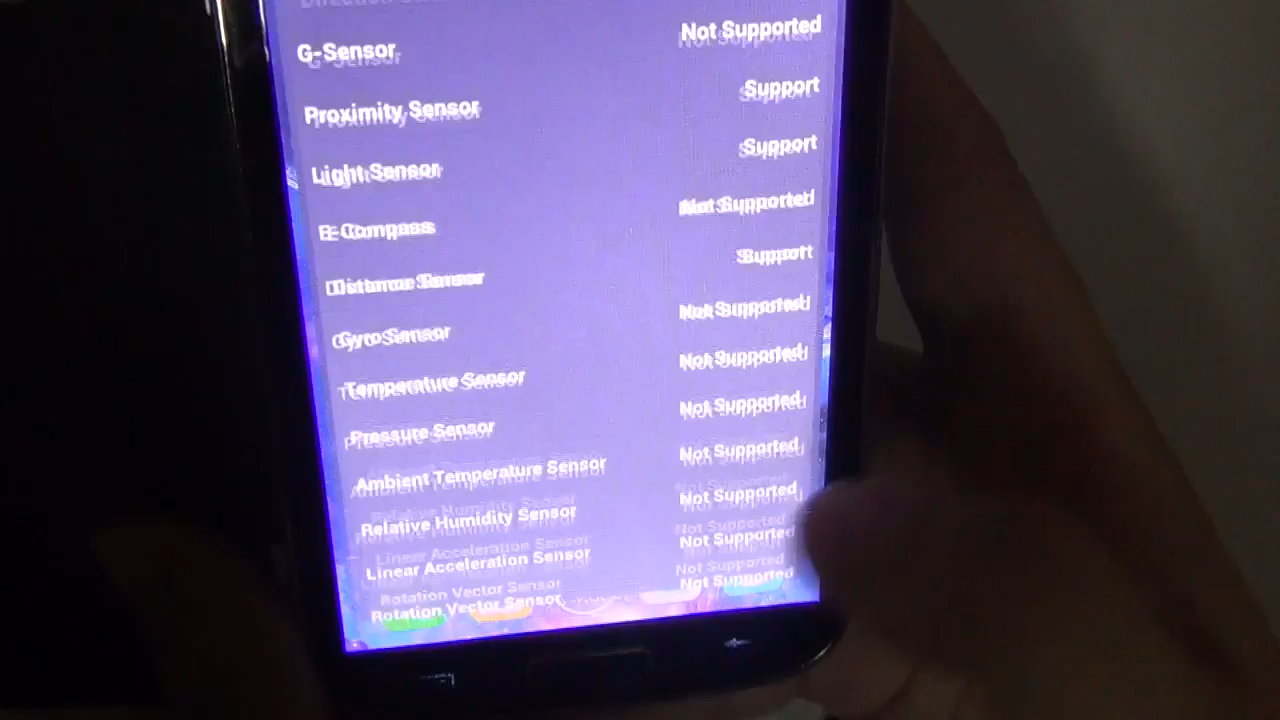 G-Sensor Not Supported
Proximity Sensor Support
Light Sensor Support
E-Compass Not Supported
Distance Sensor Support
Gyro Sensor Not Supported
Temperature Sensor Not Supported
Pressure Sensor Not Supported
Ambient Temperature Sensor Not Supported
Relative Humidity Sensor Not Supported
Linear Acceleration Sensor Not Supported
Rotation Vector Sensor Not Supported